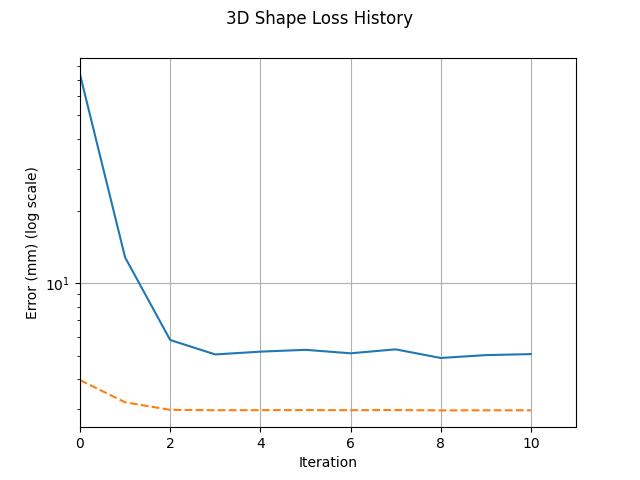 3D Shape Loss History
Error (mm) (log scale)
10¹
0 2 4 6 8 10
Iteration